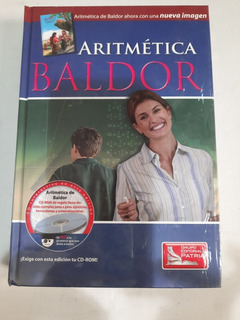 Aritmética de Baldor ahora con una nueva imagen
ARITMÉTICA
BALDOR
Aritmética de
Baldor
GRUPO
EDITORIAL
PATRIA
¡Exige con esta edición tu CD-ROM!